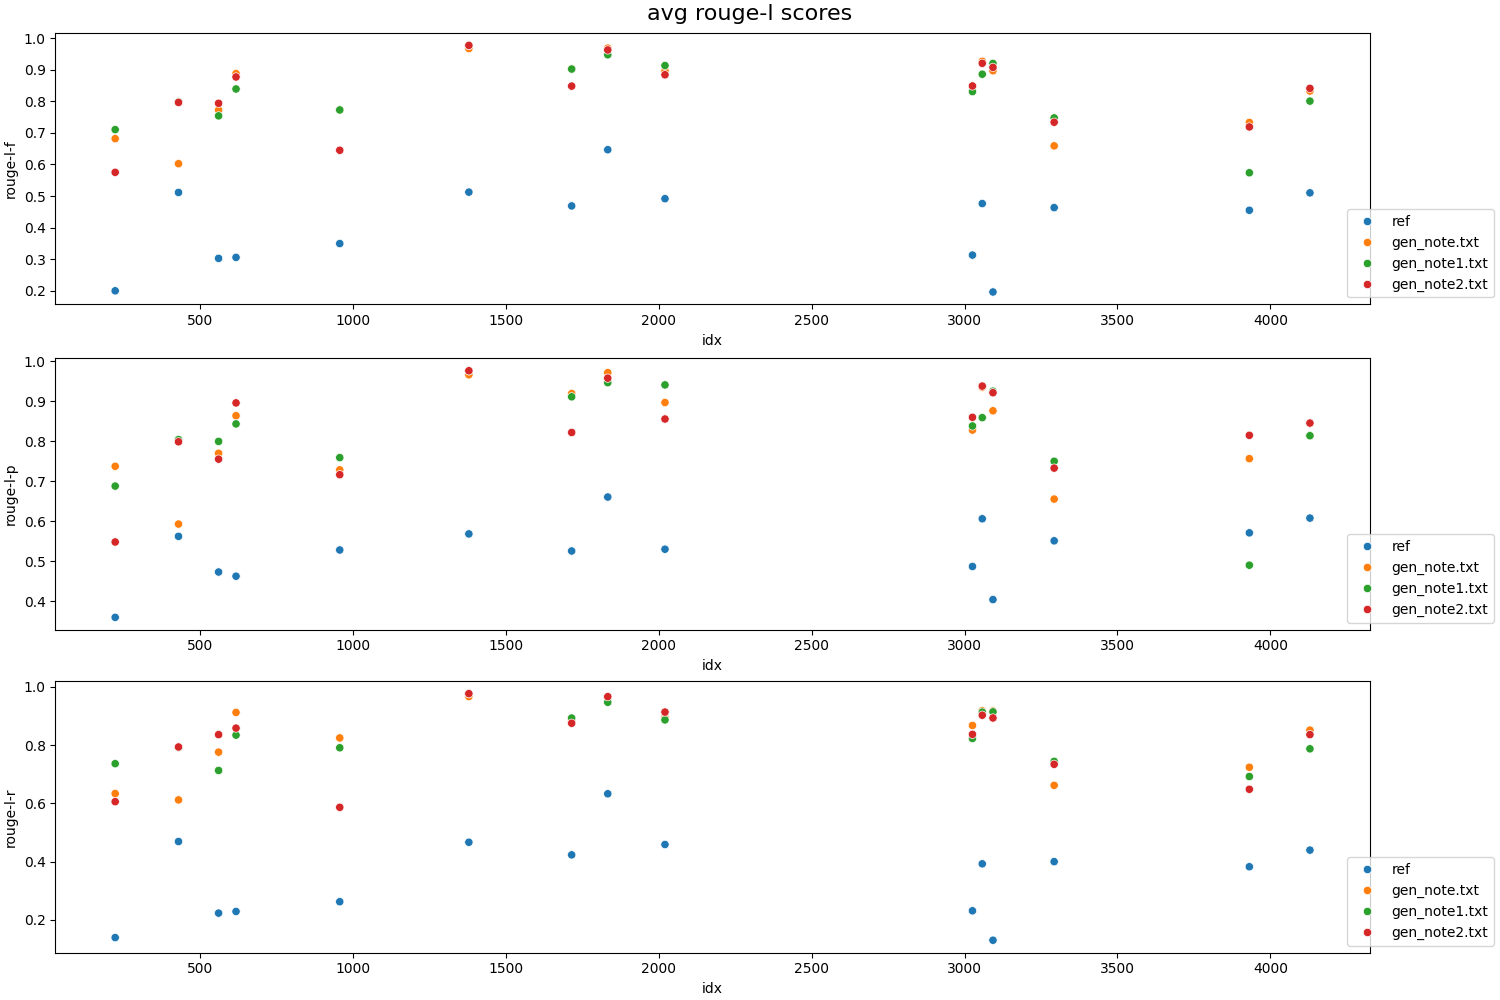 avg rouge-l scores
1.0
0.9
0.8
0.7
0.6
0.5
0.4
0.3
0.2
rouge-l-f
500 1000 1500 2000 2500 3000 3500 4000
idx
ref
gen_note.txt
gen_note1.txt
gen_note2.txt
1.0
0.9
0.8
0.7
0.6
0.5
0.4
rouge-l-p
500 1000 1500 2000 2500 3000 3500 4000
idx
ref
gen_note.txt
gen_note1.txt
gen_note2.txt
1.0
0.8
0.6
0.4
0.2
rouge-l-r
500 1000 1500 2000 2500 3000 3500 4000
idx
ref
gen_note.txt
gen_note1.txt
gen_note2.txt